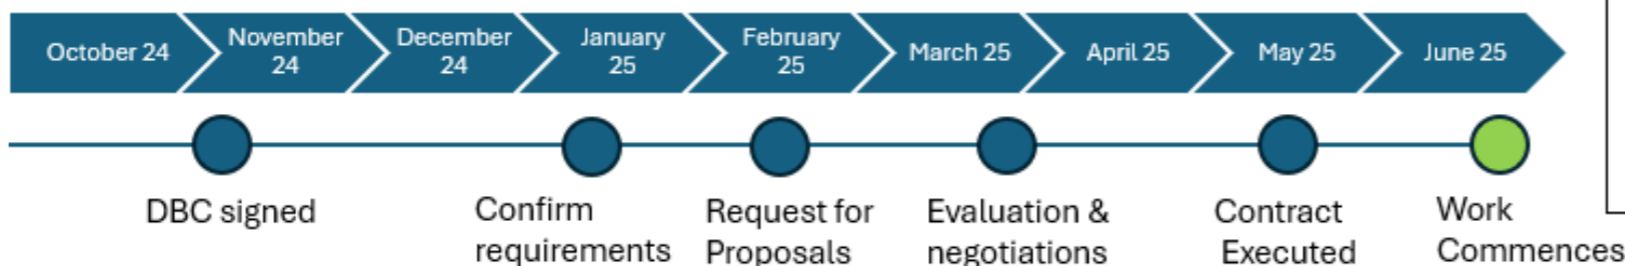 October 24
November
24
December
24
January
25
February
25
March 25
April 25
May 25
June 25
DBC signed
Confirm
requirements
Request for
Proposals
Evaluation &
negotiations
Contract
Executed
Work
Commences